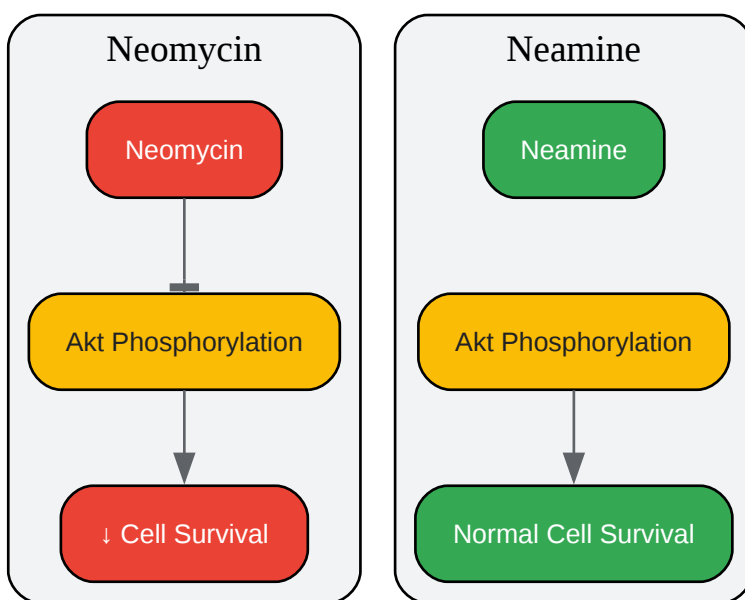 Neomycin
Neomycin
Akt Phosphorylation
↓ Cell Survival
Neamine
Neamine
Akt Phosphorylation
Normal Cell Survival